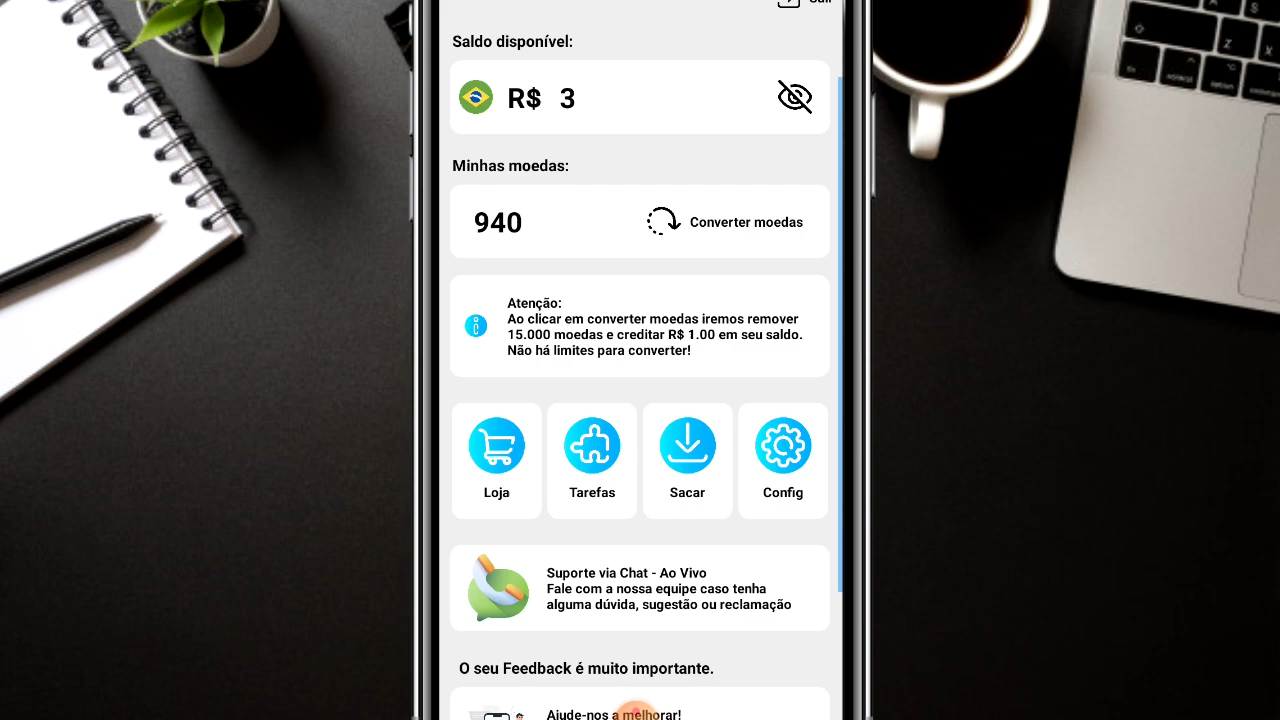 Saldo disponível:
R$ 3
Minhas moedas:
940
Converter moedas
Atenção:
Ao clicar em converter moedas iremos remover
15.000 moedas e creditar R$ 1.00 em seu saldo.
Não há limites para converter!
Loja
Tarefas
Sacar
Config
Suporte via Chat - Ao Vivo
Fale com a nossa equipe caso tenha
alguma dúvida, sugestão ou reclamação
O seu Feedback é muito importante.
Ajude-nos a melhorar!